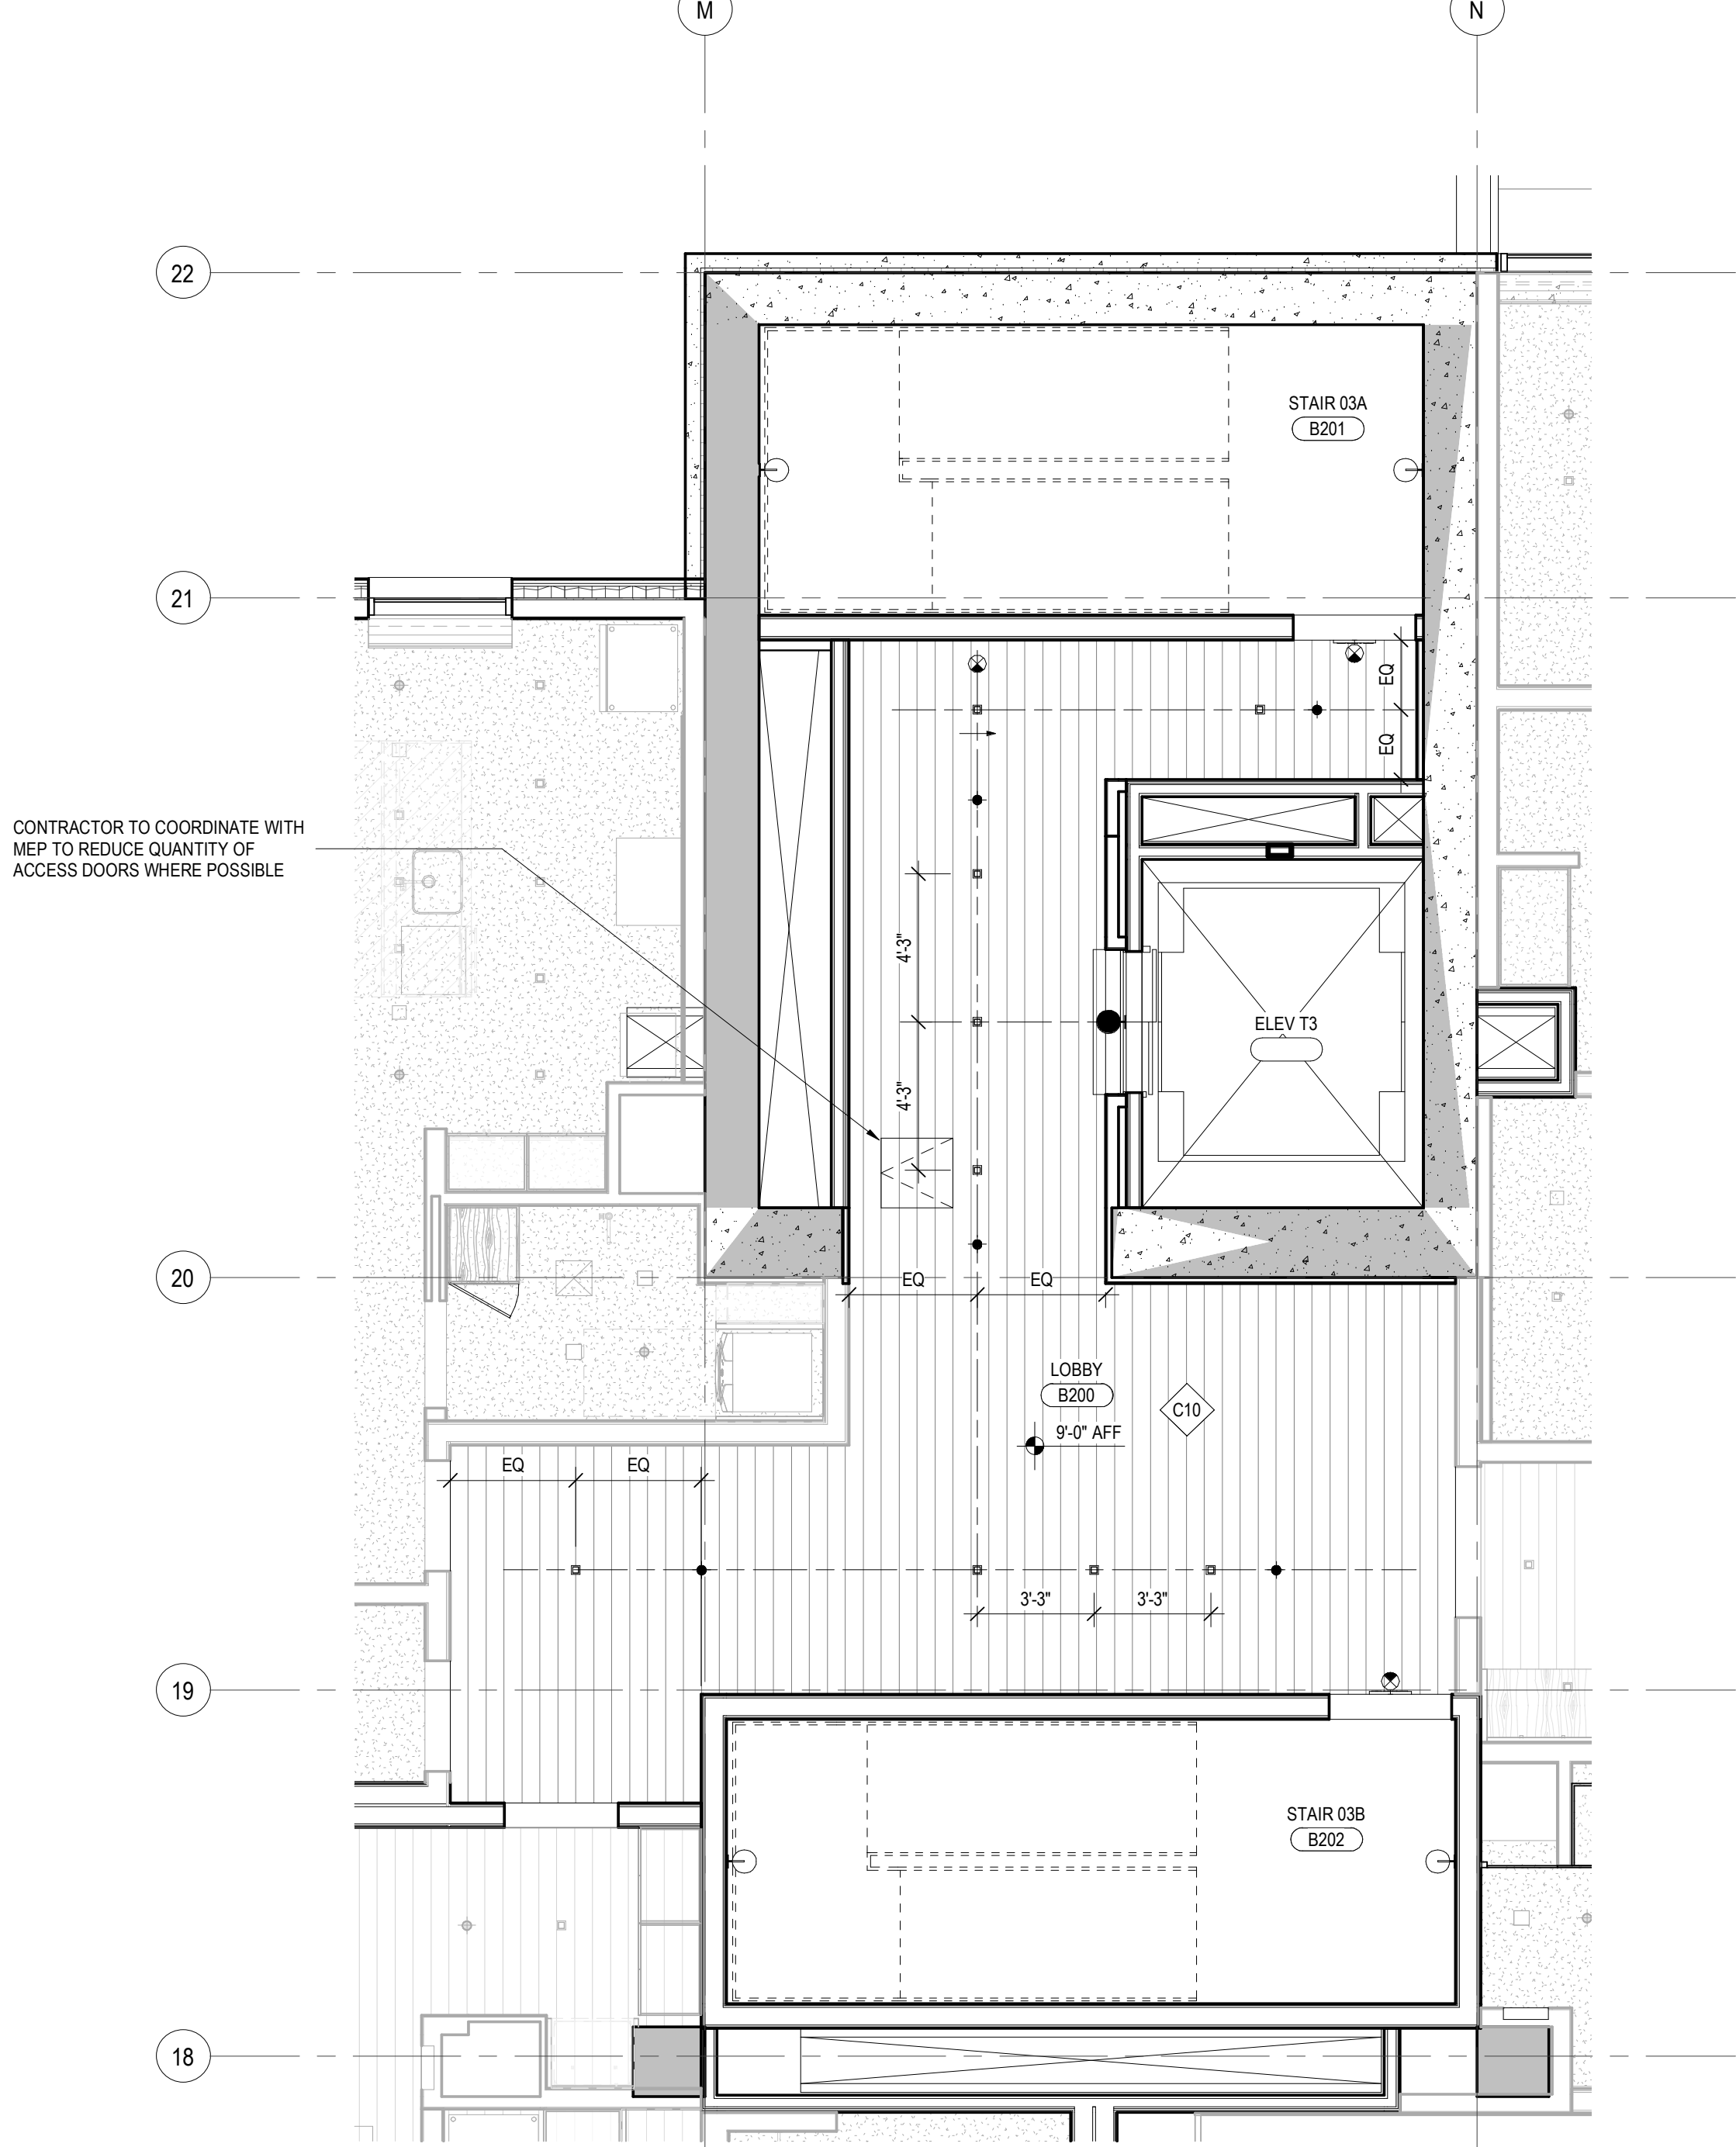 M
N
22
STAIR 03A
B201
21
EQ
EQ
CONTRACTOR TO COORDINATE WITH
MEP TO REDUCE QUANTITY OF
ACCESS DOORS WHERE POSSIBLE
4'-3"
ELEV T3
4'-3"
20
EQ
EQ
LOBBY
B200
C10
9'-0" AFF
EQ
EQ
3'-3"
3'-3"
19
STAIR 03B
B202
18